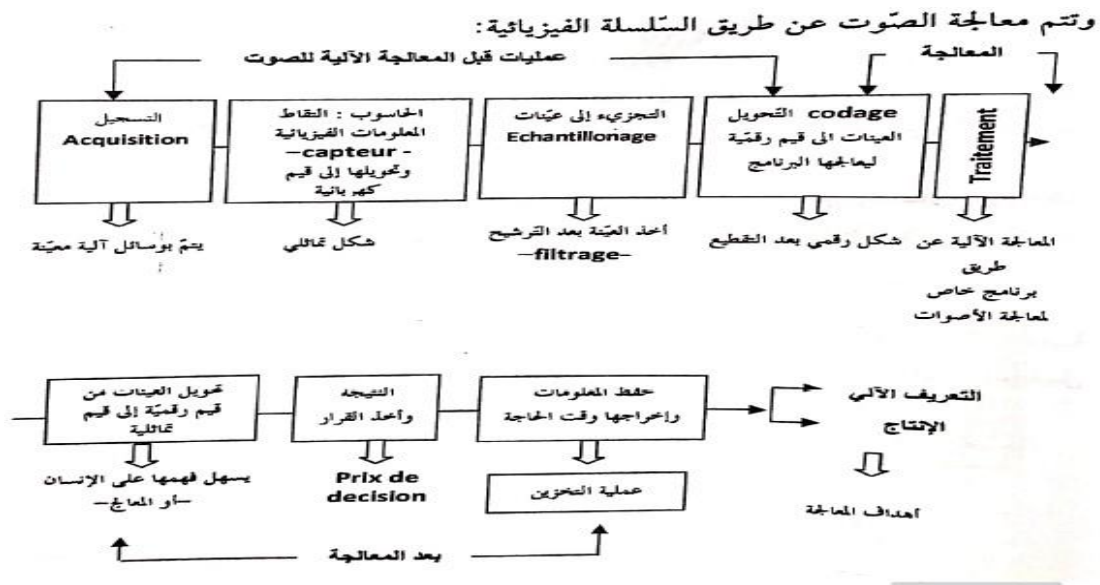 وتتم معالجة الصّوت عن طريق السّلسلة الفيزيائية:
عمليات قبل المعالجة الآلية للصوت
المعالجة
التسجيل
Acquisition
الحاسوب : التقاط
المعلومات الفيزيائية
–capteur -
وتحويلها إلى قيم
كهربائية
التجزيء إلى عيّنات
Echantillonage
codage التحويل
العينات الى قيم رقميّة
ليعالجها البرنامج
Traitement
يتمّ بوسائل آلية معيّنة
شكل تماثلي
أخذ العيّنة بعد الترشيح
–filtrage–
شكل رقمي بعد التقطيع
المعالجة الآلية عن
طريق
برنامج خاص
لمعالجة الأصوات
تحويل العينات من
قيم رقميّة إلى قيم
تماثلية
النتيجه
وأخذ القرار
حفظ المعلومات
وإخراجها وقت الحاجة
التعريف الآلي
الإنتاج
يسهل فهمها على الإنسان
–أو المعالج–
Prix de
decision
عملية التخزين
أهداف المعالجة
بعد المعالجة